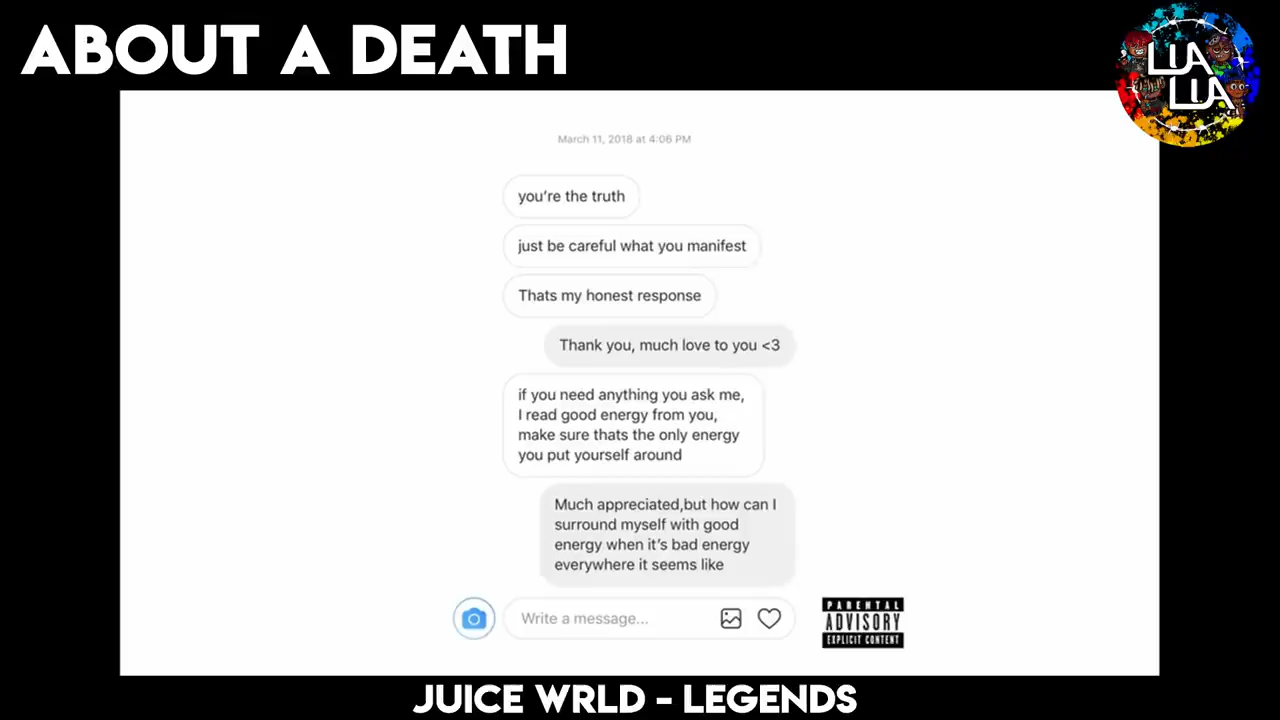 ABOUT A DEATH
LUA
LUA
March 11, 2018 at 4:06 PM
you're the truth
just be careful what you manifest
Thats my honest response
Thank you, much love to you <3
if you need anything you ask me,
I read good energy from you,
make sure thats the only energy
you put yourself around
Much appreciated,but how can I
surround myself with good
energy when it's bad energy
everywhere it seems like
Write a message...
PARENTAL
ADVISORY
EXPLICIT CONTENT
JUICE WRLD - LEGENDS